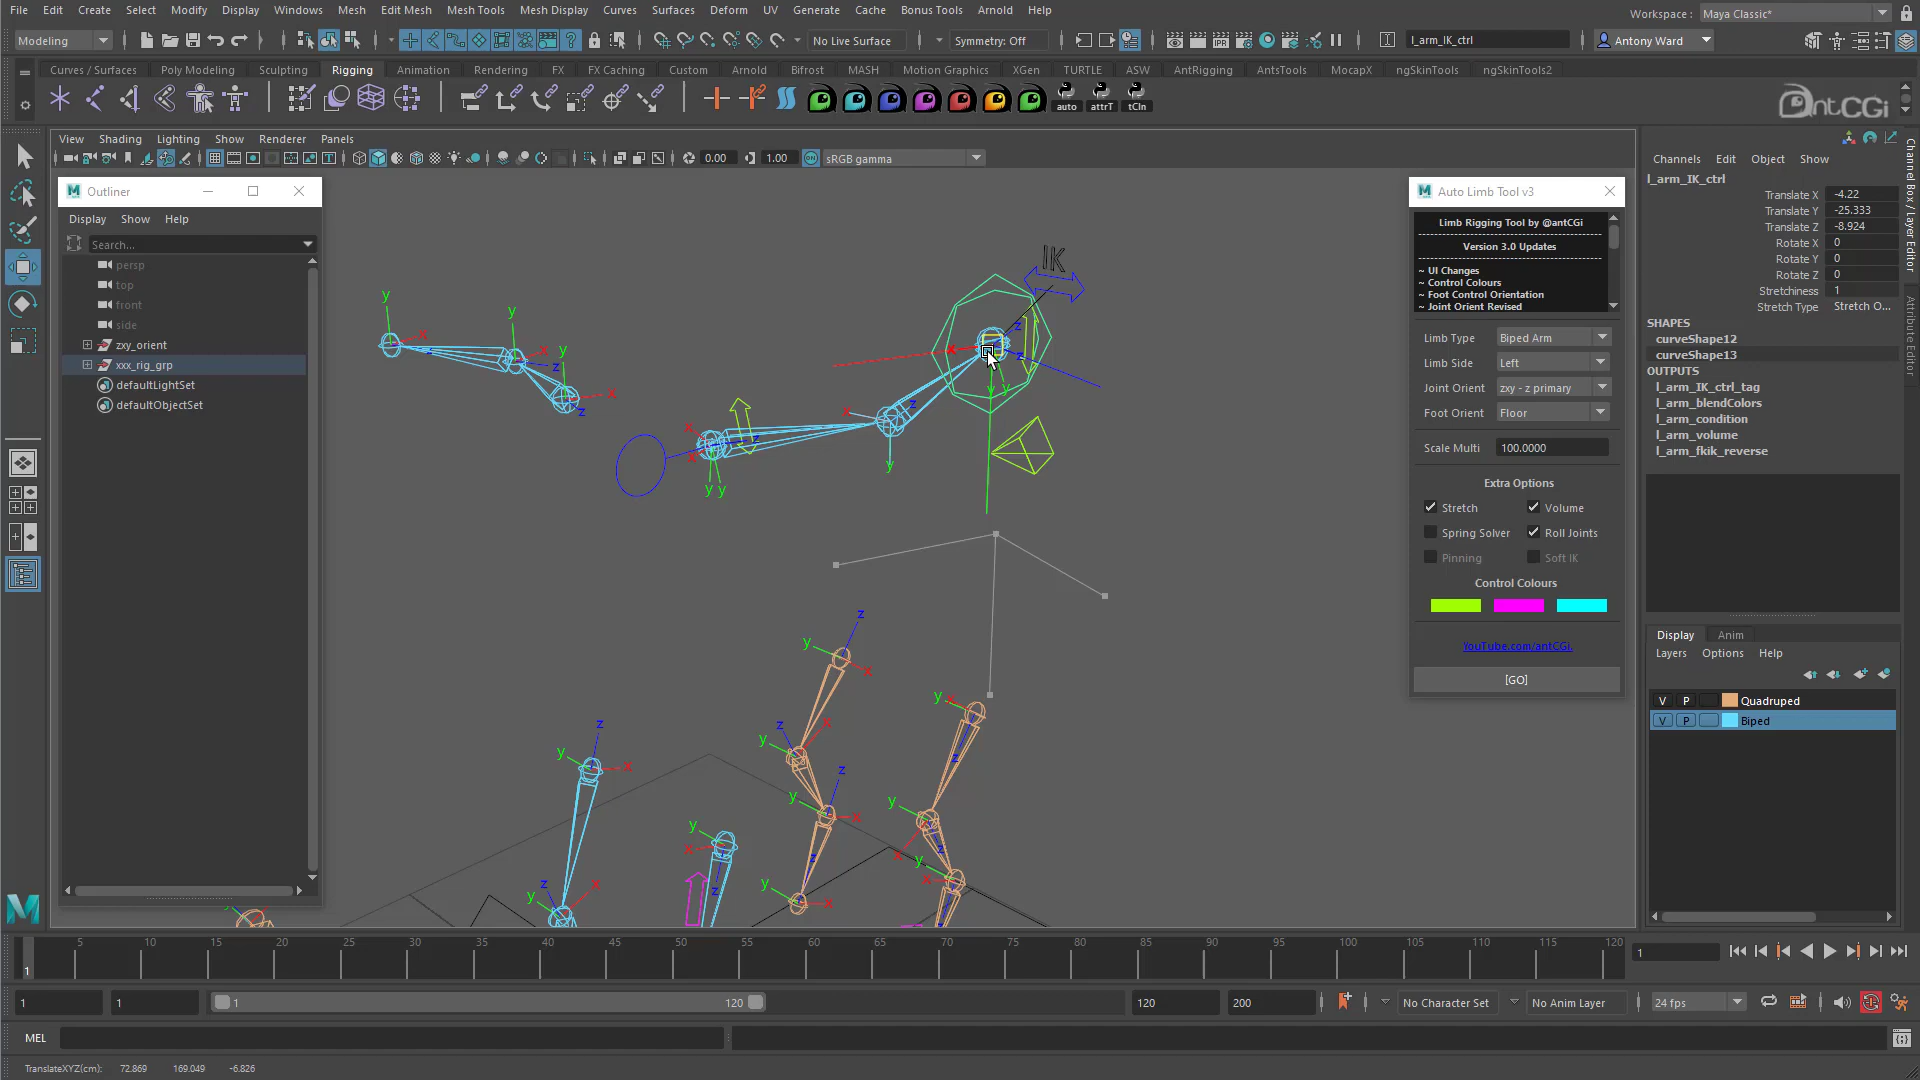 File Edit Create Select Modify Display Windows Mesh Edit Mesh Mesh Tools Mesh Display Curves Surfaces Deform UV Generate Cache Bonus Tools Arnold Help
Workspace : Maya Classic*
Modeling
No Live Surface
Symmetry: Off
IPR
l_arm_IK_ctrl
Antony Ward
Curves / Surfaces Poly Modeling Sculpting Rigging Animation Rendering FX FX Caching Custom Arnold Bifrost MASH Motion Graphics XGen TURTLE ASW AntRigging AntsTools MocapX ngSkinTools ngSkinTools2
auto attrT tCln
antCGi
View Shading Lighting Show Renderer Panels
0.00
1.00
ON
sRGB gamma
Outliner
Display Show Help
Search...
persp
top
front
side
zxy_orient
xxx_rig_grp
defaultLightSet
defaultObjectSet
IK
Auto Limb Tool v3
Limb Rigging Tool by @antCGi
Version 3.0 Updates
~ UI Changes
~ Control Colours
~ Foot Control Orientation
~ Joint Orient Revised
Limb Type Biped Arm
Limb Side Left
Joint Orient zxy - z primary
Foot Orient Floor
Scale Multi 100.0000
Extra Options
Stretch Volume
Spring Solver Roll Joints
Pinning Soft IK
Control Colours
YouTube.com/antCGi.
[GO]
Channels Edit Object Show
l_arm_IK_ctrl
Translate X -4.22
Translate Y -25.333
Translate Z -8.924
Rotate X 0
Rotate Y 0
Rotate Z 0
Stretchiness 1
Stretch Type Stretch O...
SHAPES
curveShape12
curveShape13
OUTPUTS
l_arm_IK_ctrl_tag
l_arm_blendColors
l_arm_condition
l_arm_volume
l_arm_fkik_reverse
Display Anim
Layers Options Help
V P Quadruped
V P Biped
Channel Box / Layer Editor
Attribute Editor
5 10 15 20 25 30 35 40 45 50 55 60 65 70 75 80 85 90 95 100 105 110 115 120
1
1
1 1 1 120 120 200 No Character Set No Anim Layer 24 fps
MEL
TranslateXYZ(cm): 72.869 169.049 -6.826